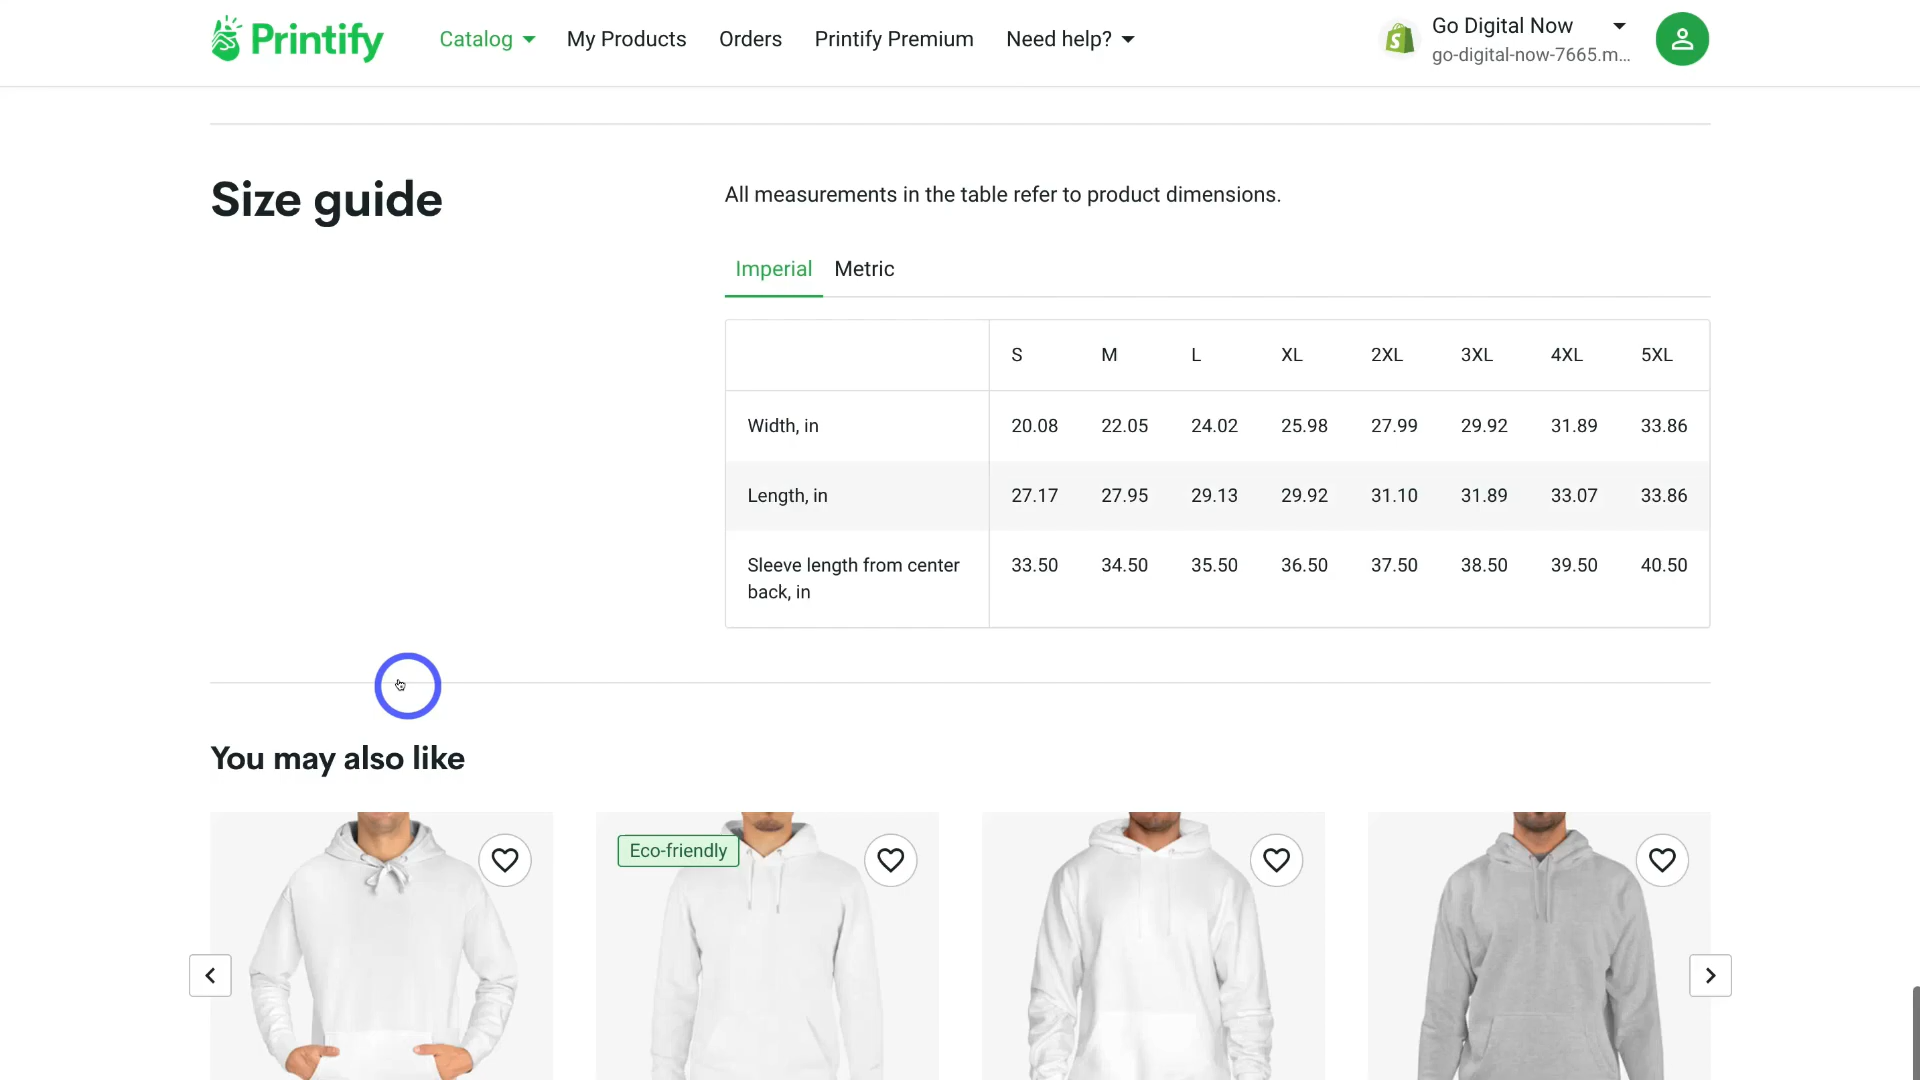 Printify
Catalog
My Products
Orders
Printify Premium
Need help?
Go Digital Now
go-digital-now-7665.m...
Size guide
All measurements in the table refer to product dimensions.
Imperial
Metric
S M L XL 2XL 3XL 4XL 5XL
Width, in 20.08 22.05 24.02 25.98 27.99 29.92 31.89 33.86
Length, in 27.17 27.95 29.13 29.92 31.10 31.89 33.07 33.86
Sleeve length from center 33.50 34.50 35.50 36.50 37.50 38.50 39.50 40.50
back, in
You may also like
Eco-friendly